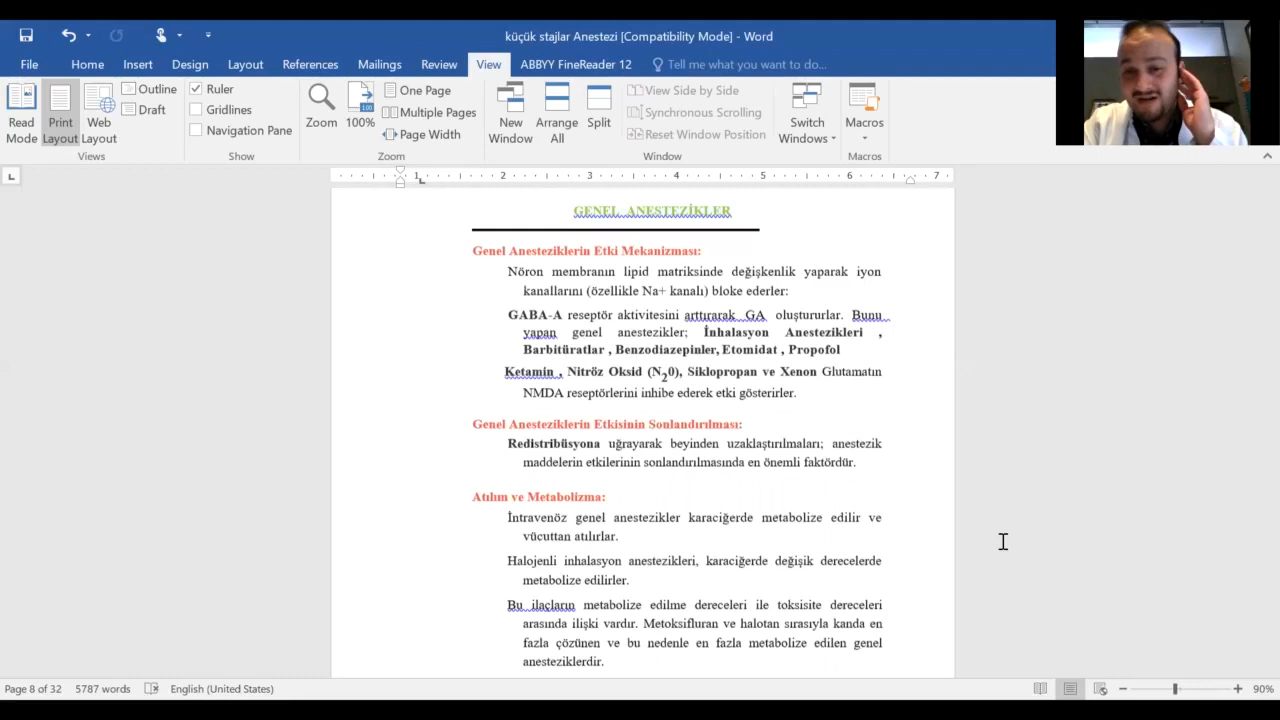 küçük stajlar Anestezi [Compatibility Mode] - Word
File Home Insert Design Layout References Mailings Review View ABBYY FineReader 12 Tell me what you want to do...
Read Mode
Print Layout
Web Layout
Outline
Draft
Views
Ruler
Gridlines
Navigation Pane
Show
Zoom
100%
One Page
Multiple Pages
Page Width
Zoom
New Window
Arrange All
Split
View Side by Side
Synchronous Scrolling
Reset Window Position
Window
Switch Windows
Macros
Macros
1 2 3 4 5 6 7
GENEL ANESTEZİKLER
Genel Anesteziklerin Etki Mekanizması:
Nöron membranın lipid matriksinde değişkenlik yaparak iyon
kanallarını (özellikle Na+ kanalı) bloke ederler:
GABA-A reseptör aktivitesini arttırarak GA oluştururlar. Bunu
yapan genel anestezikler; İnhalasyon Anestezikleri ,
Barbitüratlar , Benzodiazepinler, Etomidat , Propofol
Ketamin , Nitröz Oksid (N20), Siklopropan ve Xenon Glutamatın
NMDA reseptörlerini inhibe ederek etki gösterirler.
Genel Anesteziklerin Etkisinin Sonlandırılması:
Redistribüsyona uğrayarak beyinden uzaklaştırılmaları; anestezik
maddelerin etkilerinin sonlandırılmasında en önemli faktördür.
Atılım ve Metabolizma:
İntravenöz genel anestezikler karaciğerde metabolize edilir ve
vücuttan atılırlar.
Halojenli inhalasyon anestezikleri, karaciğerde değişik derecelerde
metabolize edilirler.
Bu ilaçların metabolize edilme dereceleri ile toksisite dereceleri
arasında ilişki vardır. Metoksifluran ve halotan sırasıyla kanda en
fazla çözünen ve bu nedenle en fazla metabolize edilen genel
anesteziklerdir.
Page 8 of 32 5787 words English (United States) 90%